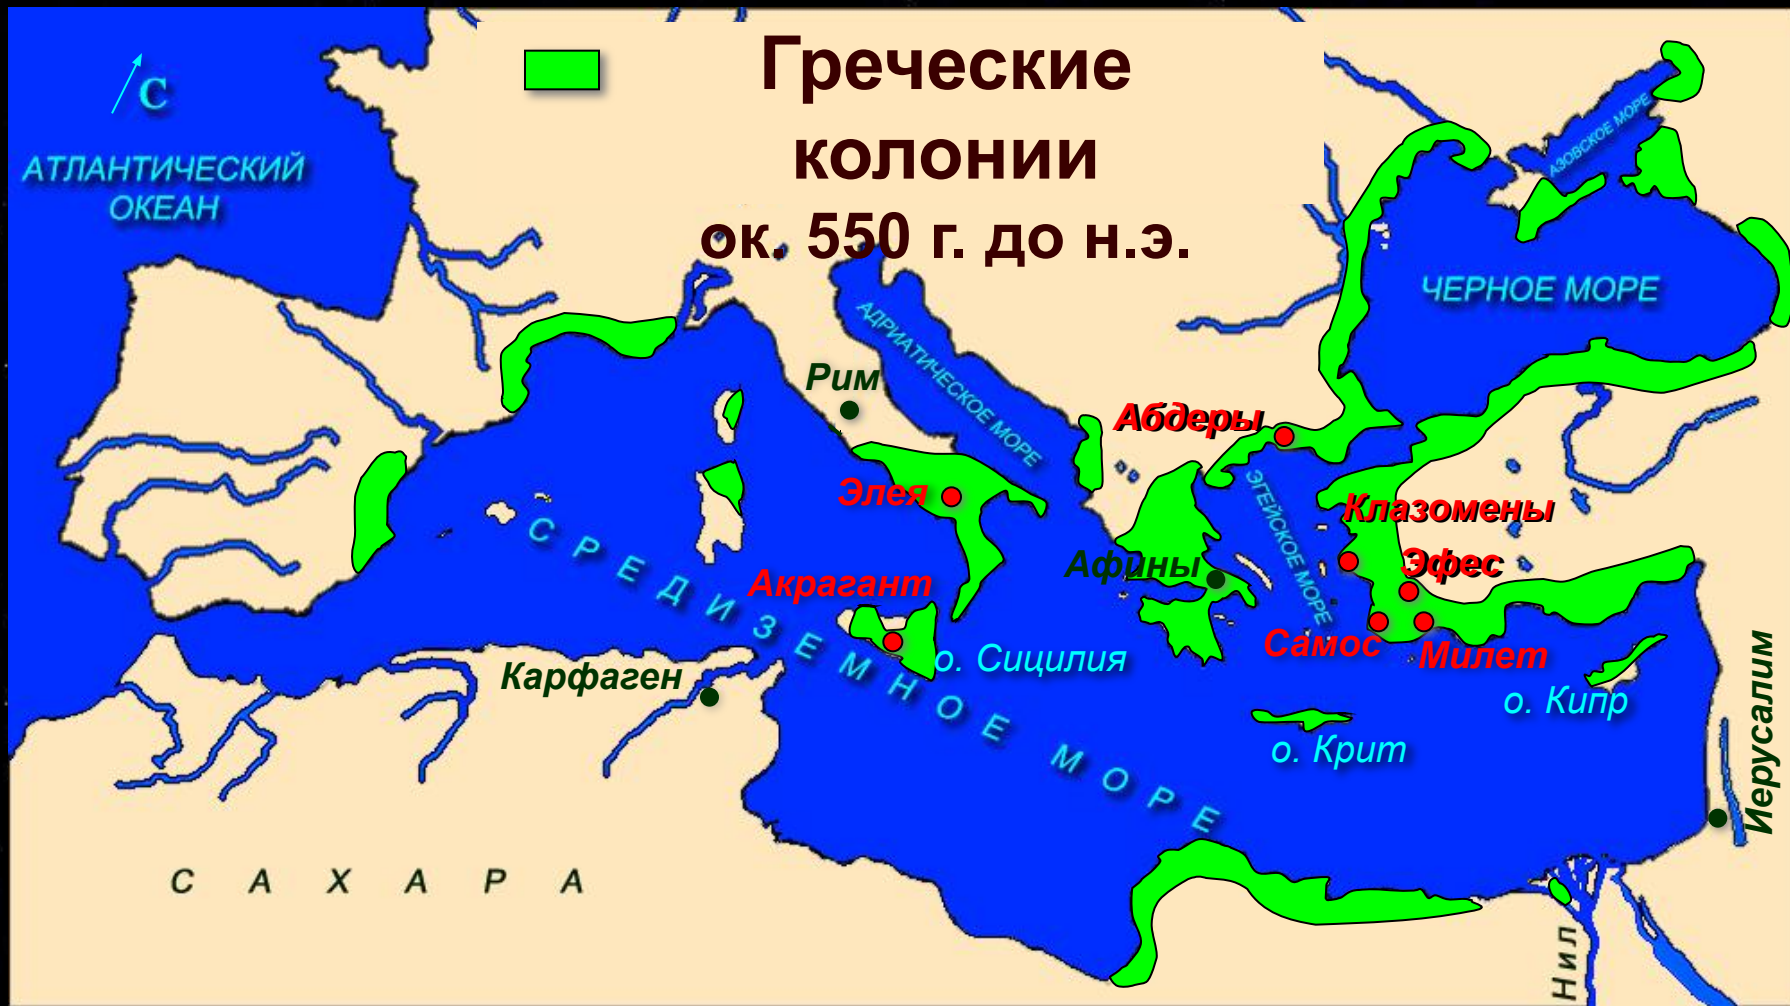 Греческие
колонии
ок. 550 г. до н.э.
С
АТЛАНТИЧЕСКИЙ
ОКЕАН
АЗОВСКОЕ МОРЕ
ЧЕРНОЕ МОРЕ
АДРИАТИЧЕСКОЕ МОРЕ
Рим
Абдеры
Элея
ЭГЕЙСКОЕ МОРЕ
Клазомены
Афины
Эфес
Акрагант
СРЕДИЗЕМНОЕ МОРЕ
о. Сицилия
Самос
Милет
Карфаген
о. Кипр
о. Крит
Иерусалим
САХАРА
Нил